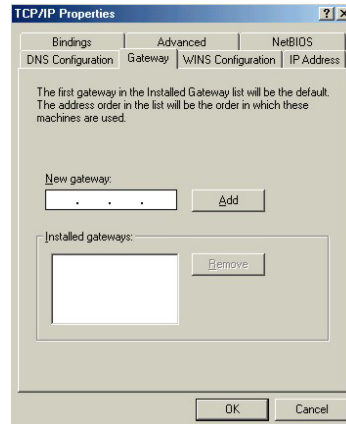 TCP/IP Properties
Bindings Advanced NetBIOS
DNS Configuration Gateway WINS Configuration IP Address
The first gateway in the Installed Gateway list will be the default.
The address order in the list will be the order in which these
machines are used.
New gateway:
. . . Add
Installed gateways:
Remove
OK Cancel